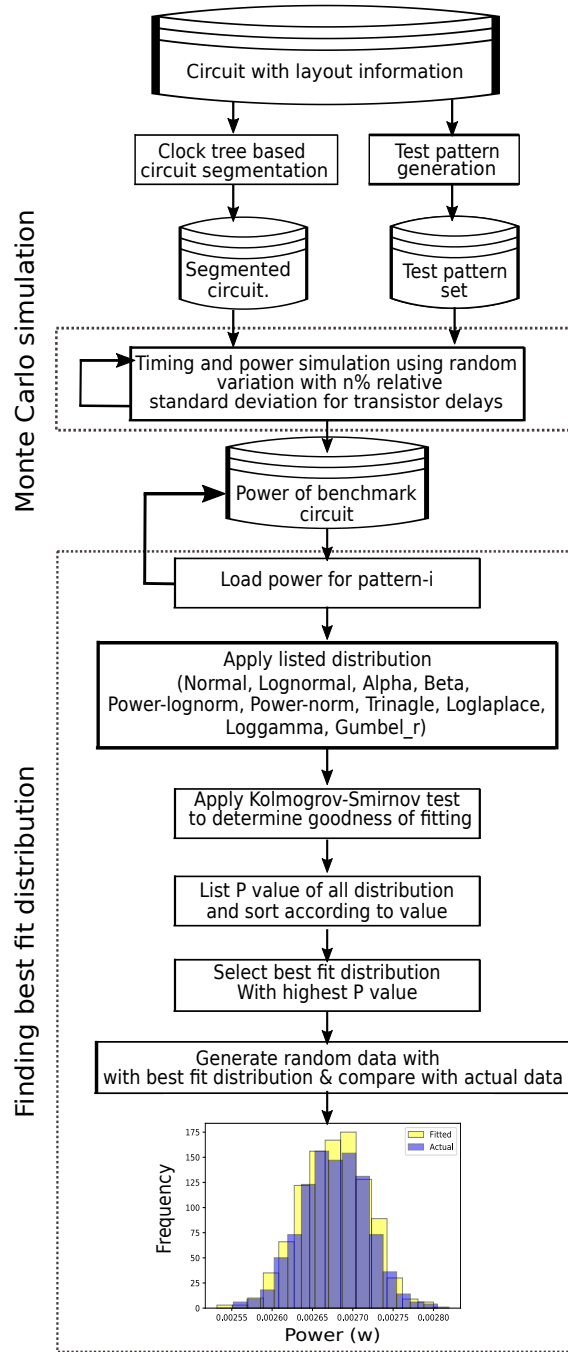 Circuit with layout information
Clock tree based
circuit segmentation
Test pattern
generation
Segmented
circuit.
Test pattern
set
Monte Carlo simulation
Timing and power simulation using random
variation with n% relative
standard deviation for transistor delays
Power of benchmark
circuit
Finding best fit distribution
Load power for pattern-i
Apply listed distribution
(Normal, Lognormal, Alpha, Beta,
Power-lognorm, Power-norm, Trinagle, Loglaplace,
Loggamma, Gumbel_r)
Apply Kolmogrov-Smirnov test
to determine goodness of fitting
List P value of all distribution
and sort according to value
Select best fit distribution
With highest P value
Generate random data with
with best fit distribution & compare with actual data
Fitted
Actual
Frequency
175
150
125
100
75
50
25
0
0.00255 0.00260 0.00265 0.00270 0.00275 0.00280
Power (w)